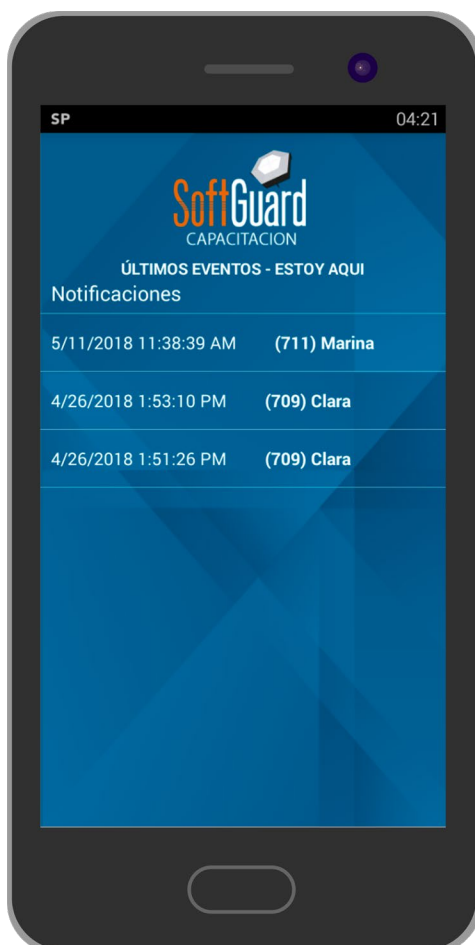 SP 04:21
SoftGuard
CAPACITACION
ÚLTIMOS EVENTOS - ESTOY AQUI
Notificaciones
5/11/2018 11:38:39 AM (711) Marina
4/26/2018 1:53:10 PM (709) Clara
4/26/2018 1:51:26 PM (709) Clara